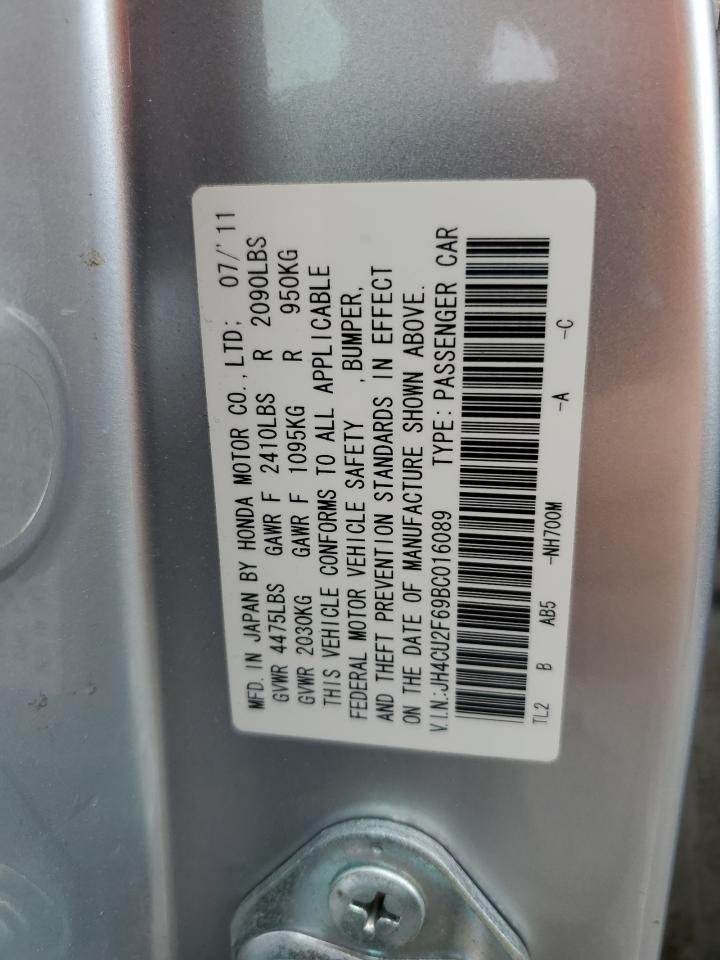 MFD. IN JAPAN BY HONDA MOTOR CO., LTD; 07/'11
GVWR 4475LBS GAWR F 2410LBS R 2090LBS
GVWR 2030KG GAWR F 1095KG R 950KG
THIS VEHICLE CONFORMS TO ALL APPLICABLE
FEDERAL MOTOR VEHICLE SAFETY ,BUMPER,
AND THEFT PREVENTION STANDARDS IN EFFECT
ON THE DATE OF MANUFACTURE SHOWN ABOVE.
V.I.N.:JH4CU2F69BC016089 TYPE: PASSENGER CAR
TL2 B AB5 -NH700M -A -C